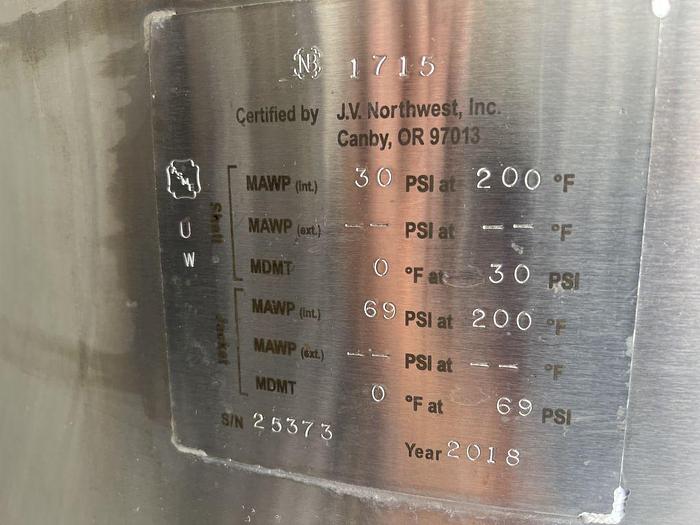 NB 1715
Certified by J.V. Northwest, Inc.
Canby, OR 97013
ASME
U
W
Shell
MAWP (int.) 30 PSI at 200 °F
MAWP (ext.) -- PSI at -- °F
MDMT 0 °F at 30 PSI
Jacket
MAWP (int.) 69 PSI at 200 °F
MAWP (ext.) -- PSI at -- °F
MDMT 0 °F at 69 PSI
S/N 25373
Year 2018